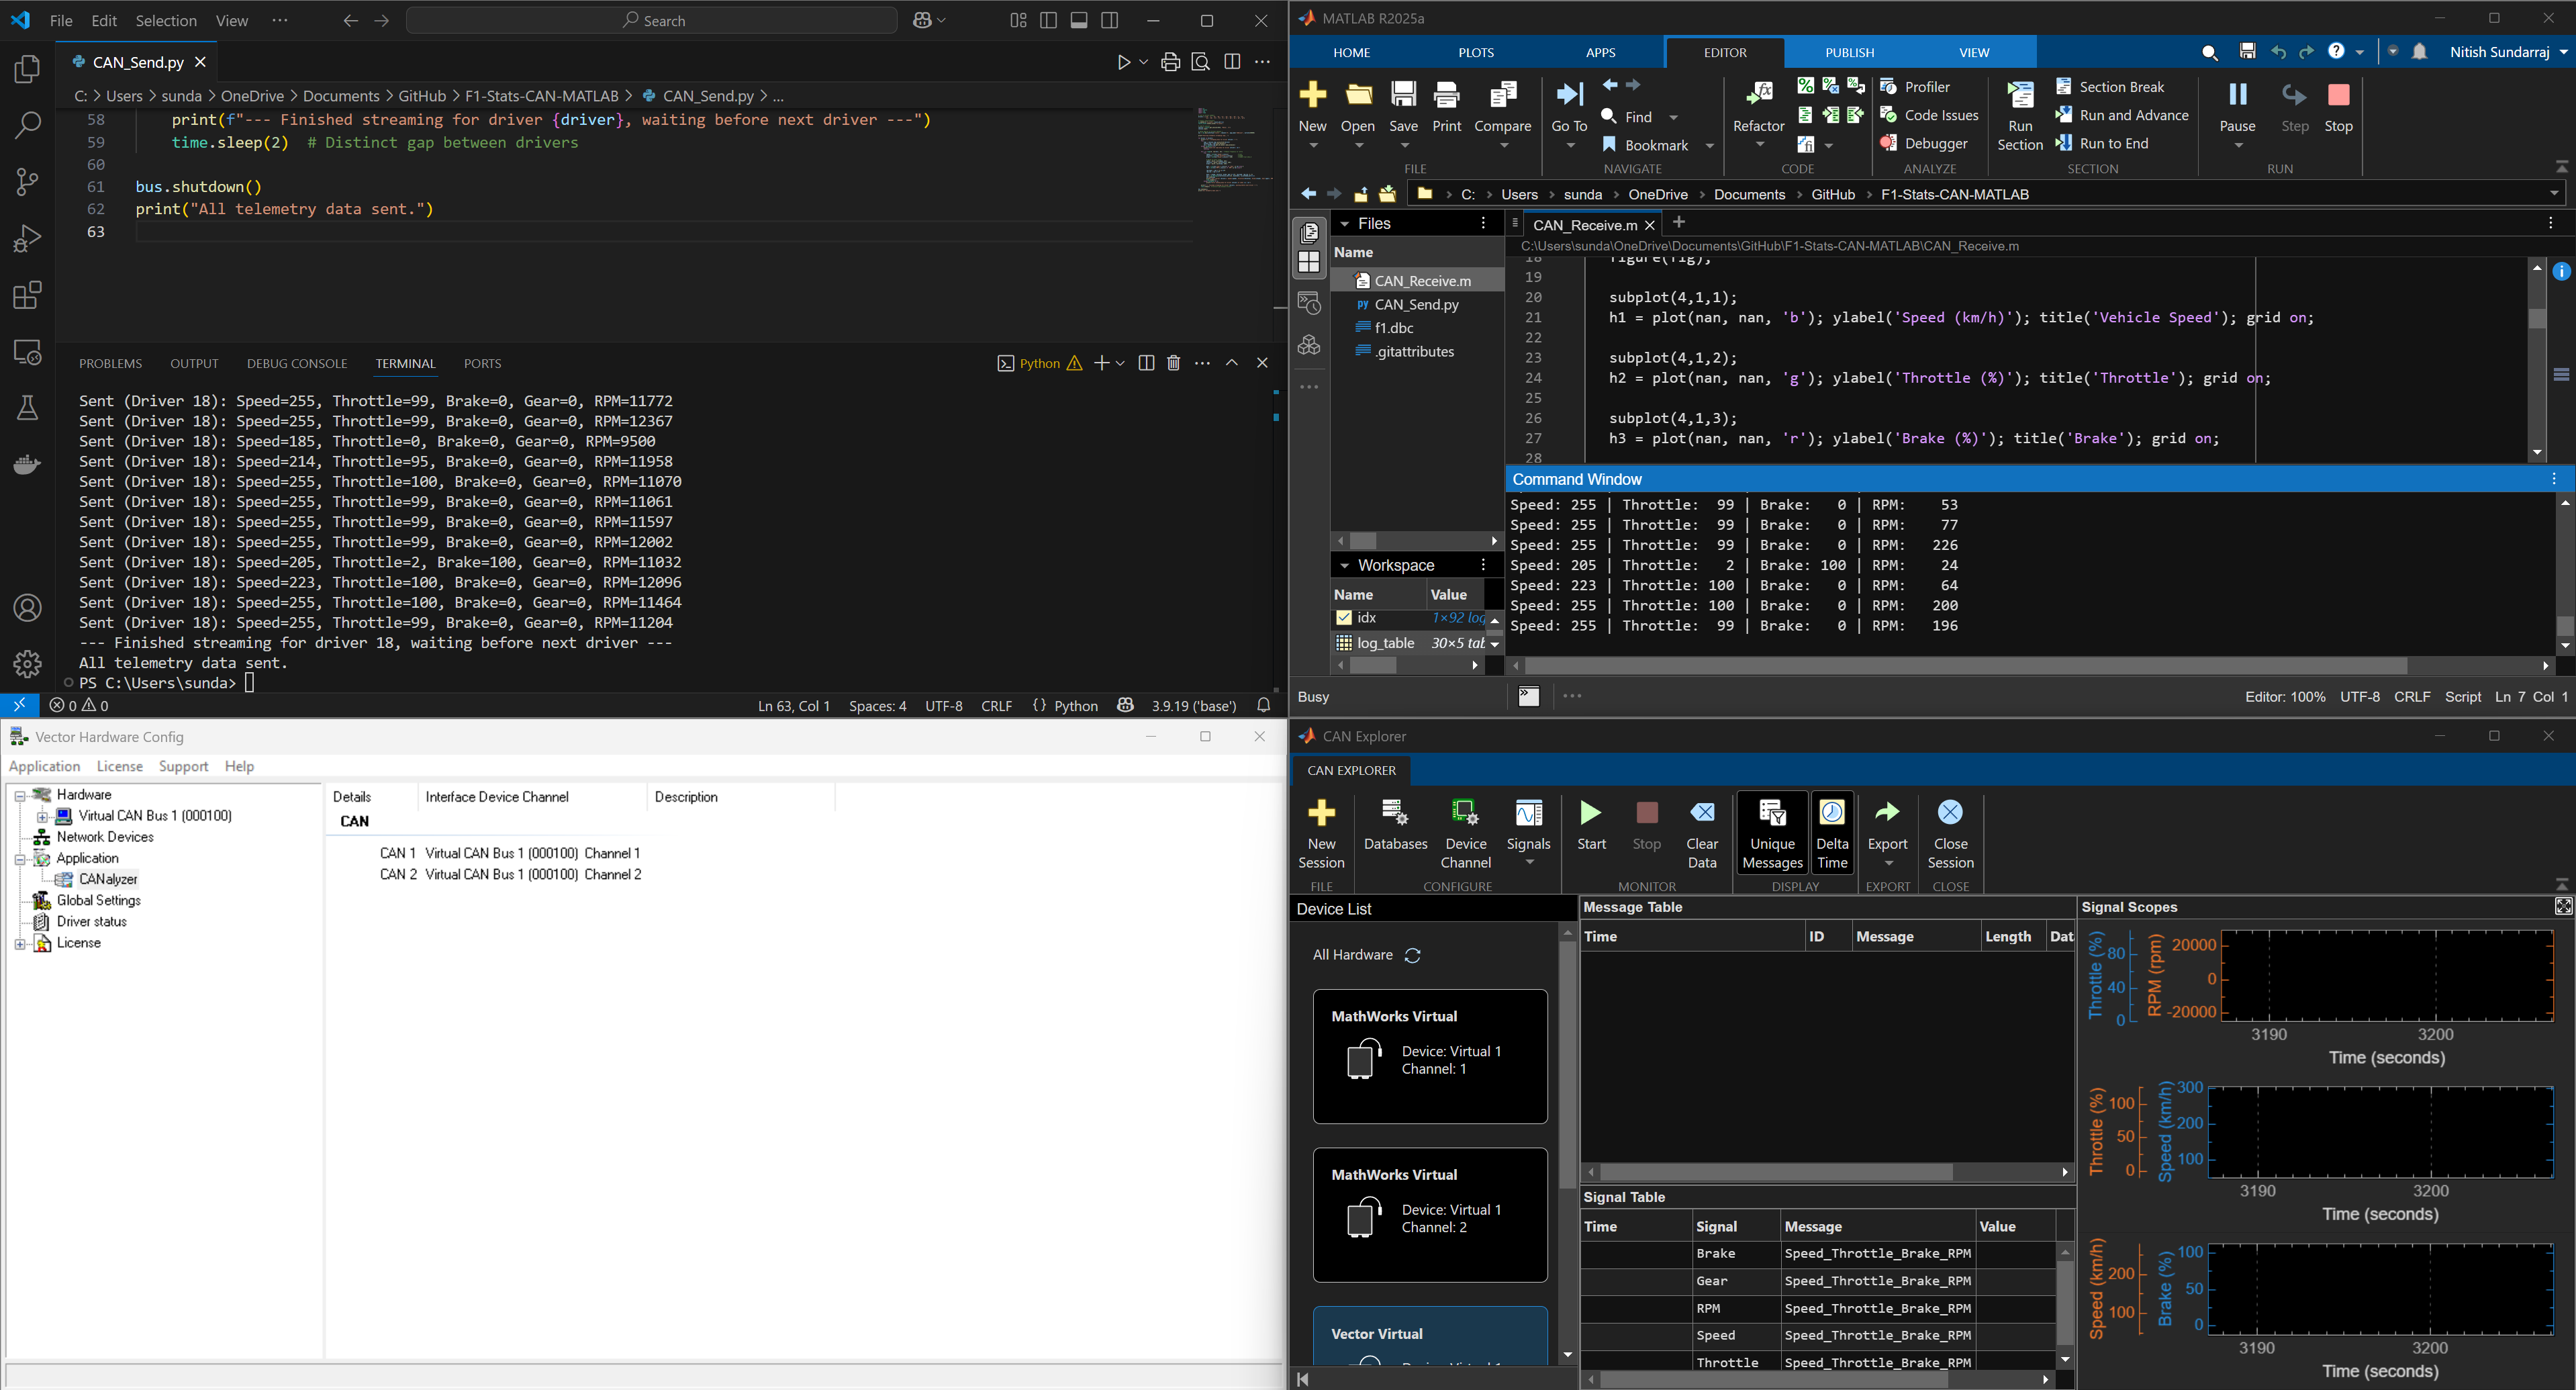 File Edit Selection View ··· Search
CAN_Send.py
C: > Users > sunda > OneDrive > Documents > GitHub > F1-Stats-CAN-MATLAB > CAN_Send.py > ...
58 print(f"--- Finished streaming for driver {driver}, waiting before next driver ---")
59 time.sleep(2) # Distinct gap between drivers
60
61 bus.shutdown()
62 print("All telemetry data sent.")
63
PROBLEMS OUTPUT DEBUG CONSOLE TERMINAL PORTS Python
Sent (Driver 18): Speed=255, Throttle=99, Brake=0, Gear=0, RPM=11772
Sent (Driver 18): Speed=255, Throttle=99, Brake=0, Gear=0, RPM=12367
Sent (Driver 18): Speed=185, Throttle=0, Brake=0, Gear=0, RPM=9500
Sent (Driver 18): Speed=214, Throttle=95, Brake=0, Gear=0, RPM=11958
Sent (Driver 18): Speed=255, Throttle=100, Brake=0, Gear=0, RPM=11070
Sent (Driver 18): Speed=255, Throttle=99, Brake=0, Gear=0, RPM=11061
Sent (Driver 18): Speed=255, Throttle=99, Brake=0, Gear=0, RPM=11597
Sent (Driver 18): Speed=255, Throttle=99, Brake=0, Gear=0, RPM=12002
Sent (Driver 18): Speed=205, Throttle=2, Brake=100, Gear=0, RPM=11032
Sent (Driver 18): Speed=223, Throttle=100, Brake=0, Gear=0, RPM=12096
Sent (Driver 18): Speed=255, Throttle=100, Brake=0, Gear=0, RPM=11464
Sent (Driver 18): Speed=255, Throttle=99, Brake=0, Gear=0, RPM=11204
--- Finished streaming for driver 18, waiting before next driver ---
All telemetry data sent.
PS C:\Users\sunda>
0 0 Ln 63, Col 1 Spaces: 4 UTF-8 CRLF {} Python 3.9.19 ('base')
MATLAB R2025a
HOME PLOTS APPS EDITOR PUBLISH VIEW Nitish Sundarraj
New Open Save Print Compare
FILE
Go To Find Bookmark
NAVIGATE
Refactor
CODE
Profiler
Code Issues
Debugger
ANALYZE
Run Section
Section Break
Run and Advance
Run to End
SECTION
Pause Step Stop
RUN
C: > Users > sunda > OneDrive > Documents > GitHub > F1-Stats-CAN-MATLAB
Files
Name
CAN_Receive.m
CAN_Send.py
f1.dbc
.gitattributes
Workspace
Name Value
idx 1×92 log
log_table 30×5 tab
CAN_Receive.m
C:\Users\sunda\OneDrive\Documents\GitHub\F1-Stats-CAN-MATLAB\CAN_Receive.m
18 figure(fig);
19
20 subplot(4,1,1);
21 h1 = plot(nan, nan, 'b'); ylabel('Speed (km/h)'); title('Vehicle Speed'); grid on;
22
23 subplot(4,1,2);
24 h2 = plot(nan, nan, 'g'); ylabel('Throttle (%)'); title('Throttle'); grid on;
25
26 subplot(4,1,3);
27 h3 = plot(nan, nan, 'r'); ylabel('Brake (%)'); title('Brake'); grid on;
28
Command Window
Speed: 255 | Throttle: 99 | Brake: 0 | RPM: 53
Speed: 255 | Throttle: 99 | Brake: 0 | RPM: 77
Speed: 255 | Throttle: 99 | Brake: 0 | RPM: 226
Speed: 205 | Throttle: 2 | Brake: 100 | RPM: 24
Speed: 223 | Throttle: 100 | Brake: 0 | RPM: 64
Speed: 255 | Throttle: 100 | Brake: 0 | RPM: 200
Speed: 255 | Throttle: 99 | Brake: 0 | RPM: 196
Busy Editor: 100% UTF-8 CRLF Script Ln 7 Col 1
Vector Hardware Config
Application License Support Help
Hardware
Virtual CAN Bus 1 (000100)
Network Devices
Application
CANalyzer
Global Settings
Driver status
License
Details Interface Device Channel Description
CAN
CAN 1 Virtual CAN Bus 1 (000100) Channel 1
CAN 2 Virtual CAN Bus 1 (000100) Channel 2
CAN Explorer
CAN EXPLORER
New Session
FILE
Databases Device Channel Signals
CONFIGURE
Start Stop Clear Data
MONITOR
Unique Messages Delta Time
DISPLAY
Export
EXPORT
Close Session
CLOSE
Device List
All Hardware
MathWorks Virtual
Device: Virtual 1
Channel: 1
MathWorks Virtual
Device: Virtual 1
Channel: 2
Vector Virtual
Message Table
Time ID Message Length Dat
Signal Table
Time Signal Message Value
Brake Speed_Throttle_Brake_RPM
Gear Speed_Throttle_Brake_RPM
RPM Speed_Throttle_Brake_RPM
Speed Speed_Throttle_Brake_RPM
Throttle Speed_Throttle_Brake_RPM
Signal Scopes
Throttle (%)
80
40
0
RPM (rpm)
20000
0
-20000
3190 3200
Time (seconds)
Throttle (%)
100
50
0
Speed (km/h)
300
200
100
3190 3200
Time (seconds)
Speed (km/h)
200
100
Brake (%)
100
50
0
3190 3200
Time (seconds)